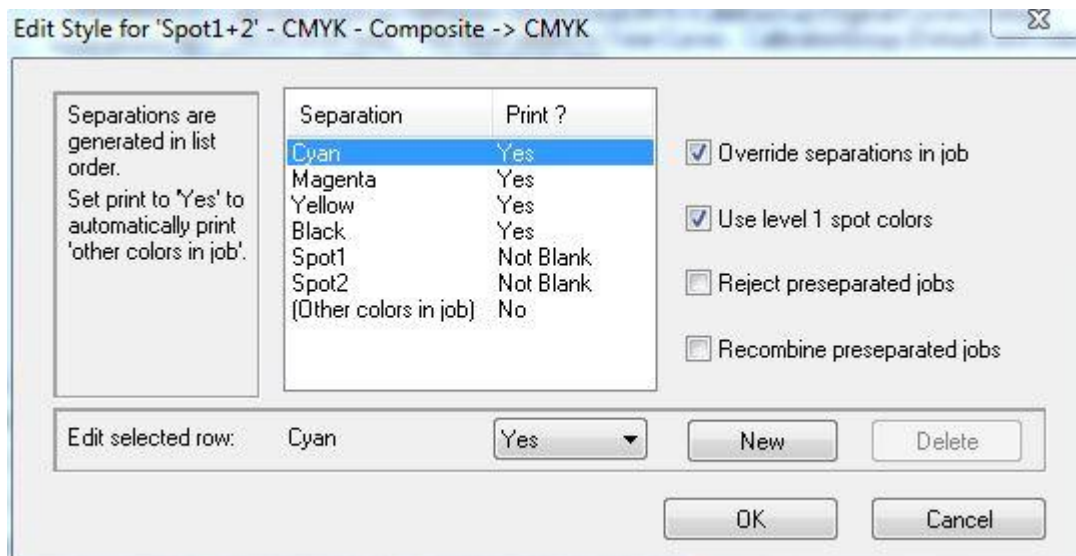 Edit Style for 'Spot1+2' - CMYK - Composite -> CMYK
Separations are
generated in list
order.
Set print to 'Yes' to
automatically print
'other colors in job'.
Separation Print ?
Cyan Yes
Magenta Yes
Yellow Yes
Black Yes
Spot1 Not Blank
Spot2 Not Blank
(Other colors in job) No
Override separations in job
Use level 1 spot colors
Reject preseparated jobs
Recombine preseparated jobs
Edit selected row: Cyan Yes New Delete
OK Cancel